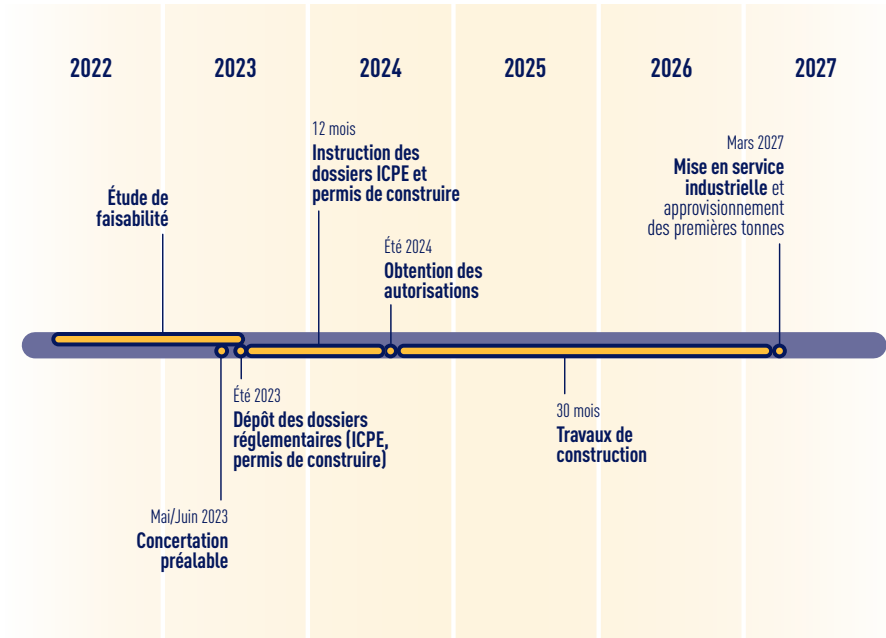 2022
2023
2024
2025
2026
2027
Étude de
faisabilité
12 mois
Instruction des
dossiers ICPE et
permis de construire
Été 2024
Obtention des
autorisations
Mars 2027
Mise en service
industrielle et
approvisionnement
des premières tonnes
Mai/Juin 2023
Concertation
préalable
Été 2023
Dépôt des dossiers
réglementaires (ICPE,
permis de construire)
30 mois
Travaux de
construction